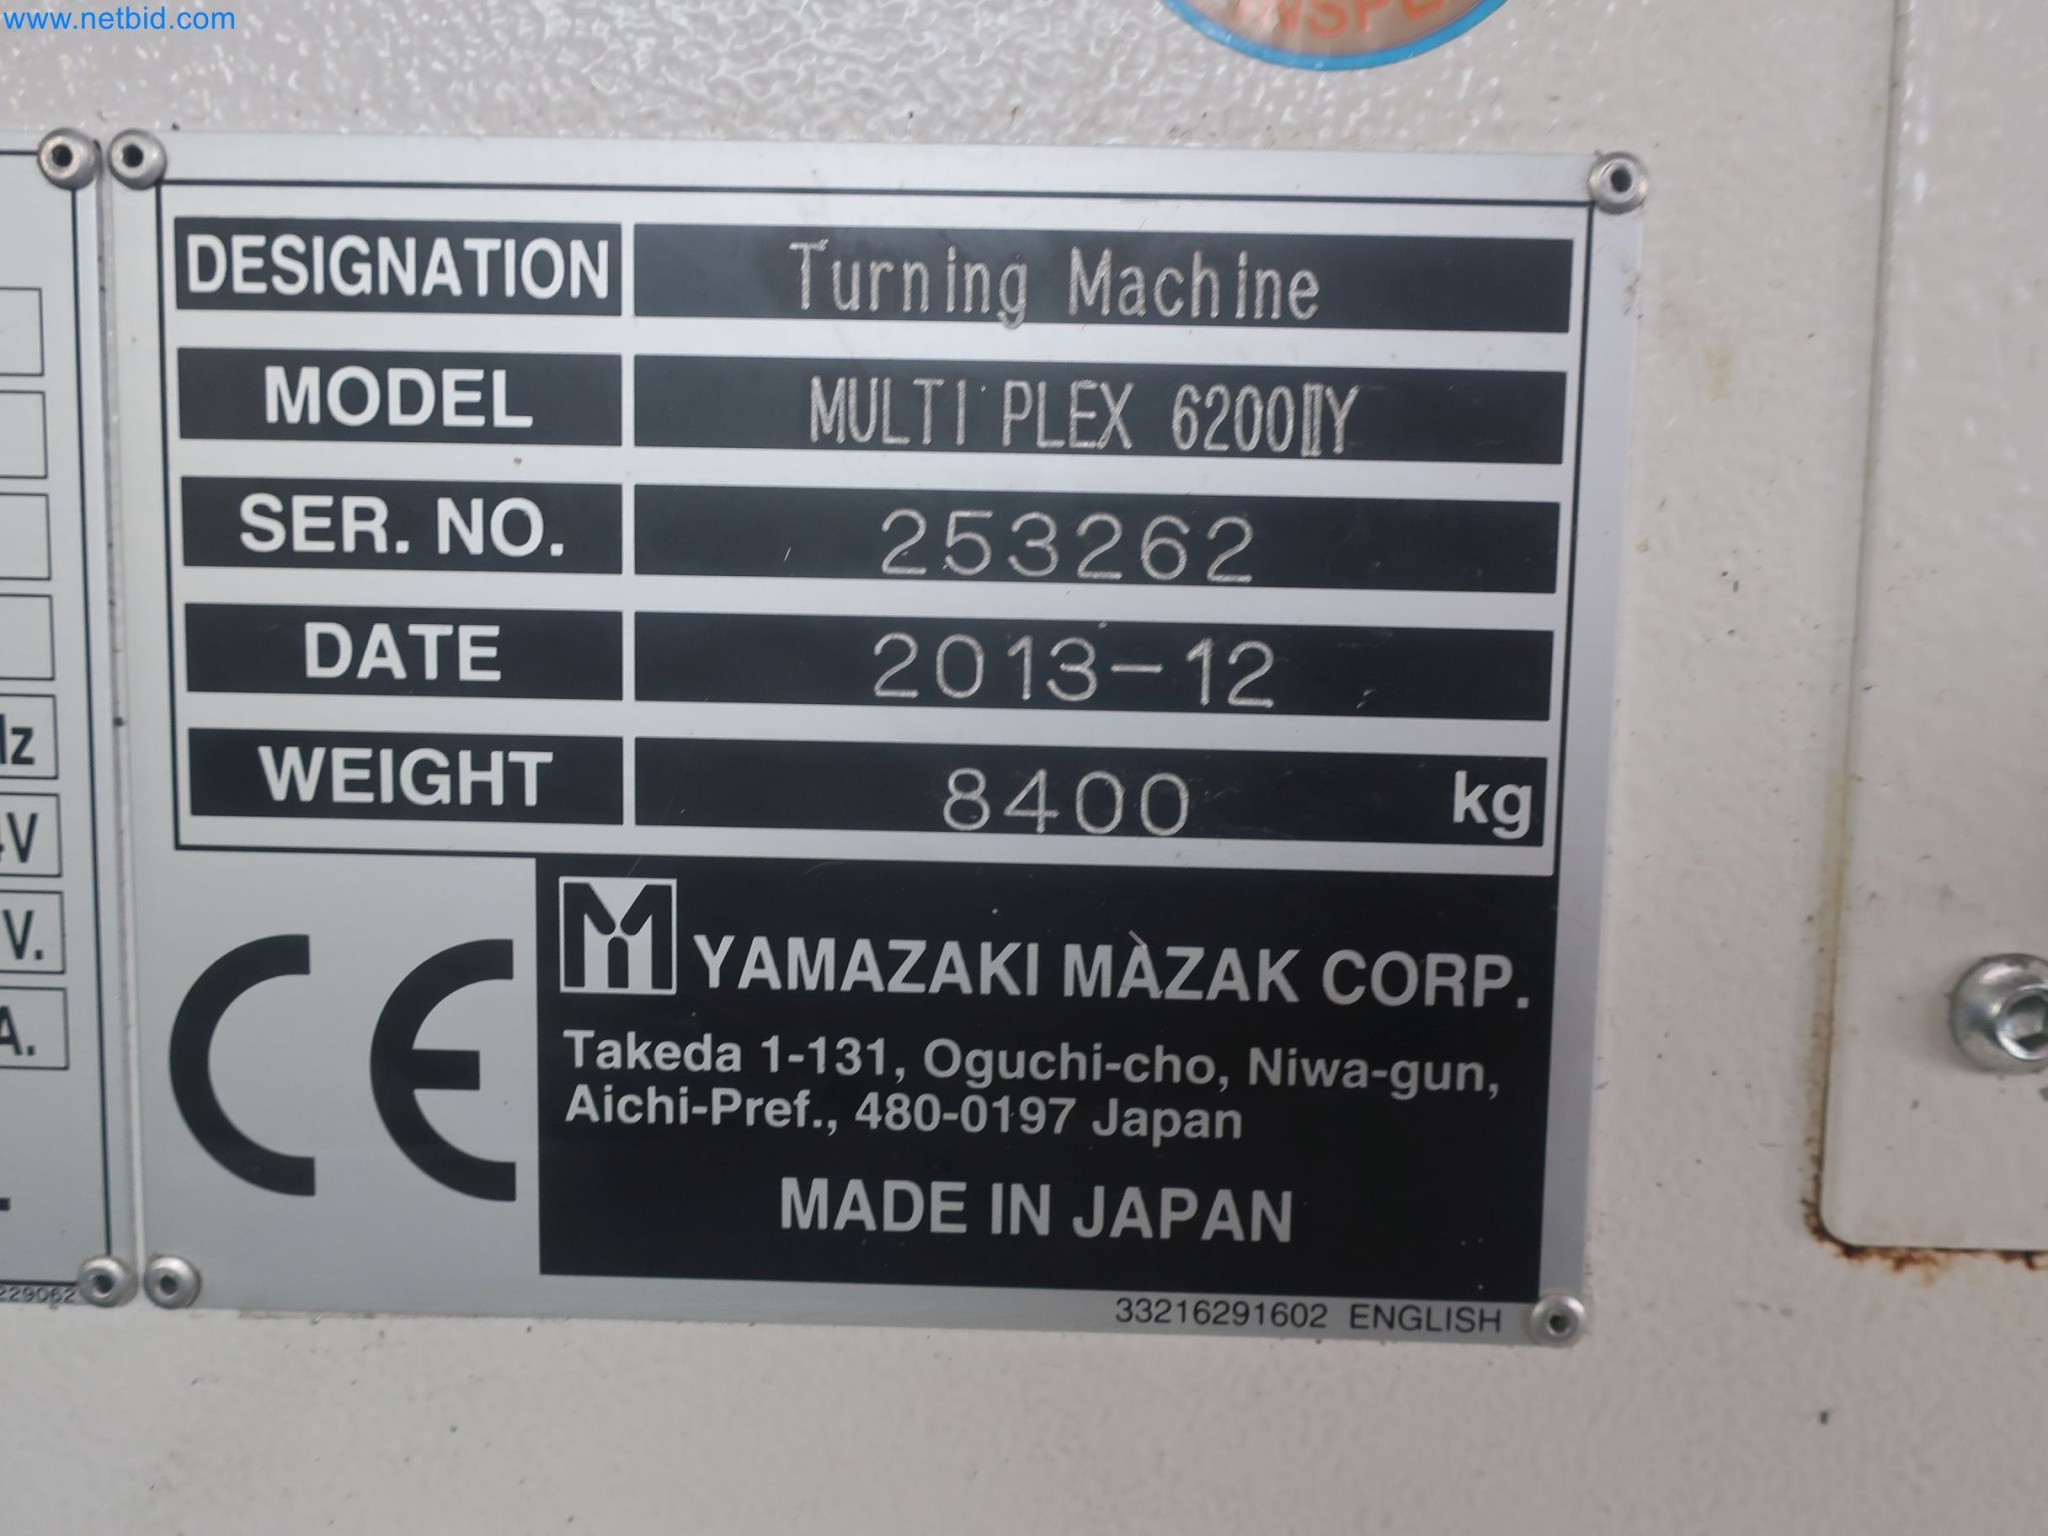 www.netbid.com
DESIGNATION Turning Machine
MODEL MULTI PLEX 6200ⅡY
SER. NO. 253262
DATE 2013-12
WEIGHT 8400 kg
CE
M YAMAZAKI MAZAK CORP.
Takeda 1-131, Oguchi-cho, Niwa-gun,
Aichi-Pref., 480-0197 Japan
MADE IN JAPAN
33216291602 ENGLISH
V.
A.
229062